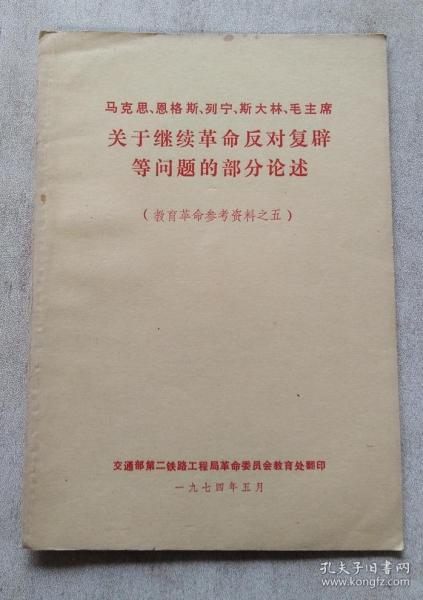 马克思、恩格斯、列宁、斯大林、毛主席
关于继续革命反对复辟
等问题的部分论述
（教育革命参考资料之五）
交通部第二铁路工程局革命委员会教育处翻印
一九七四年五月
孔夫子旧书网
kongfz.com